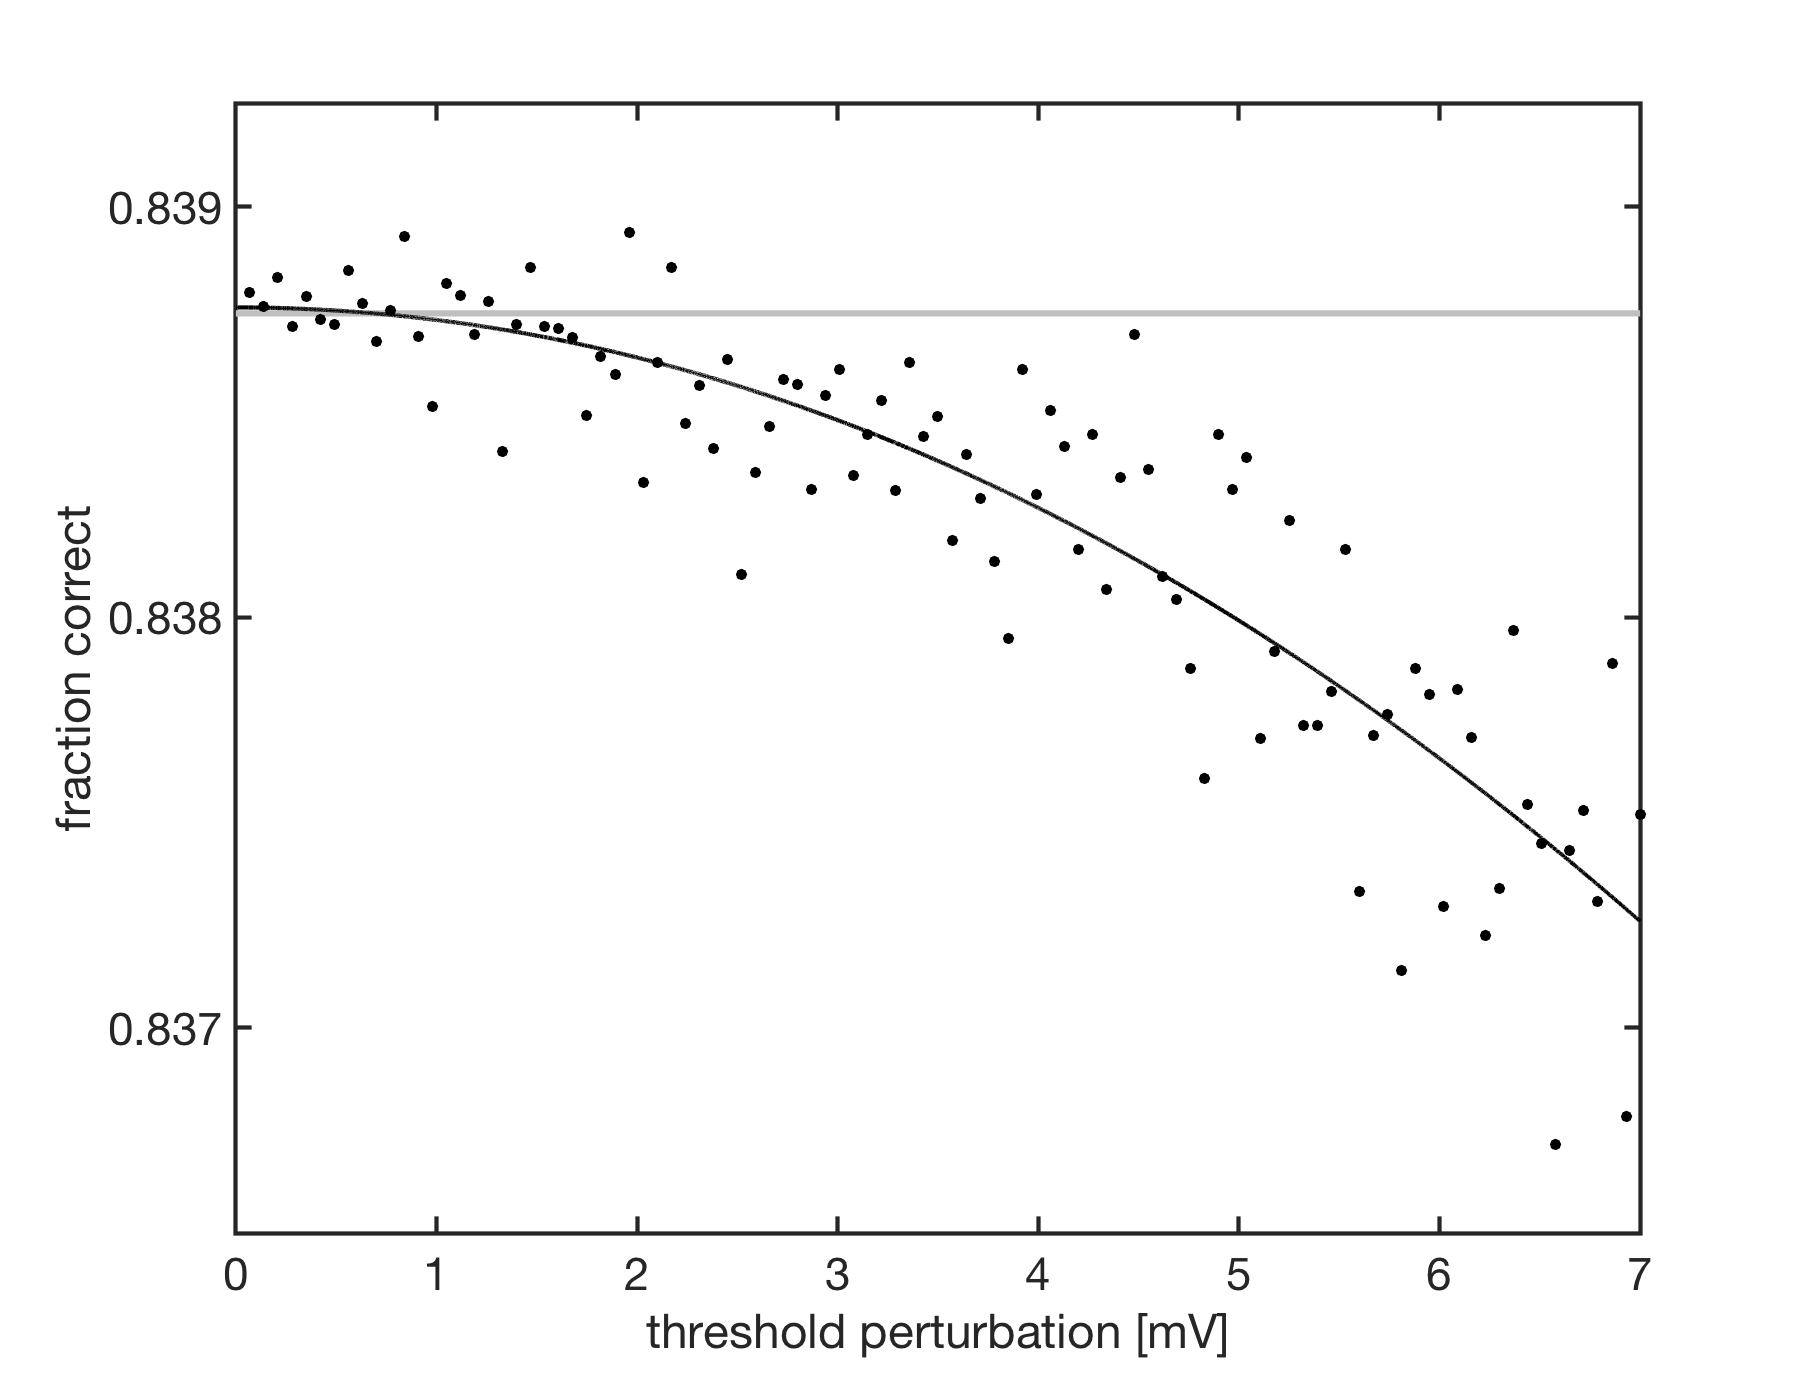 0.839
0.838
0.837
fraction correct
0 1 2 3 4 5 6 7
threshold perturbation [mV]